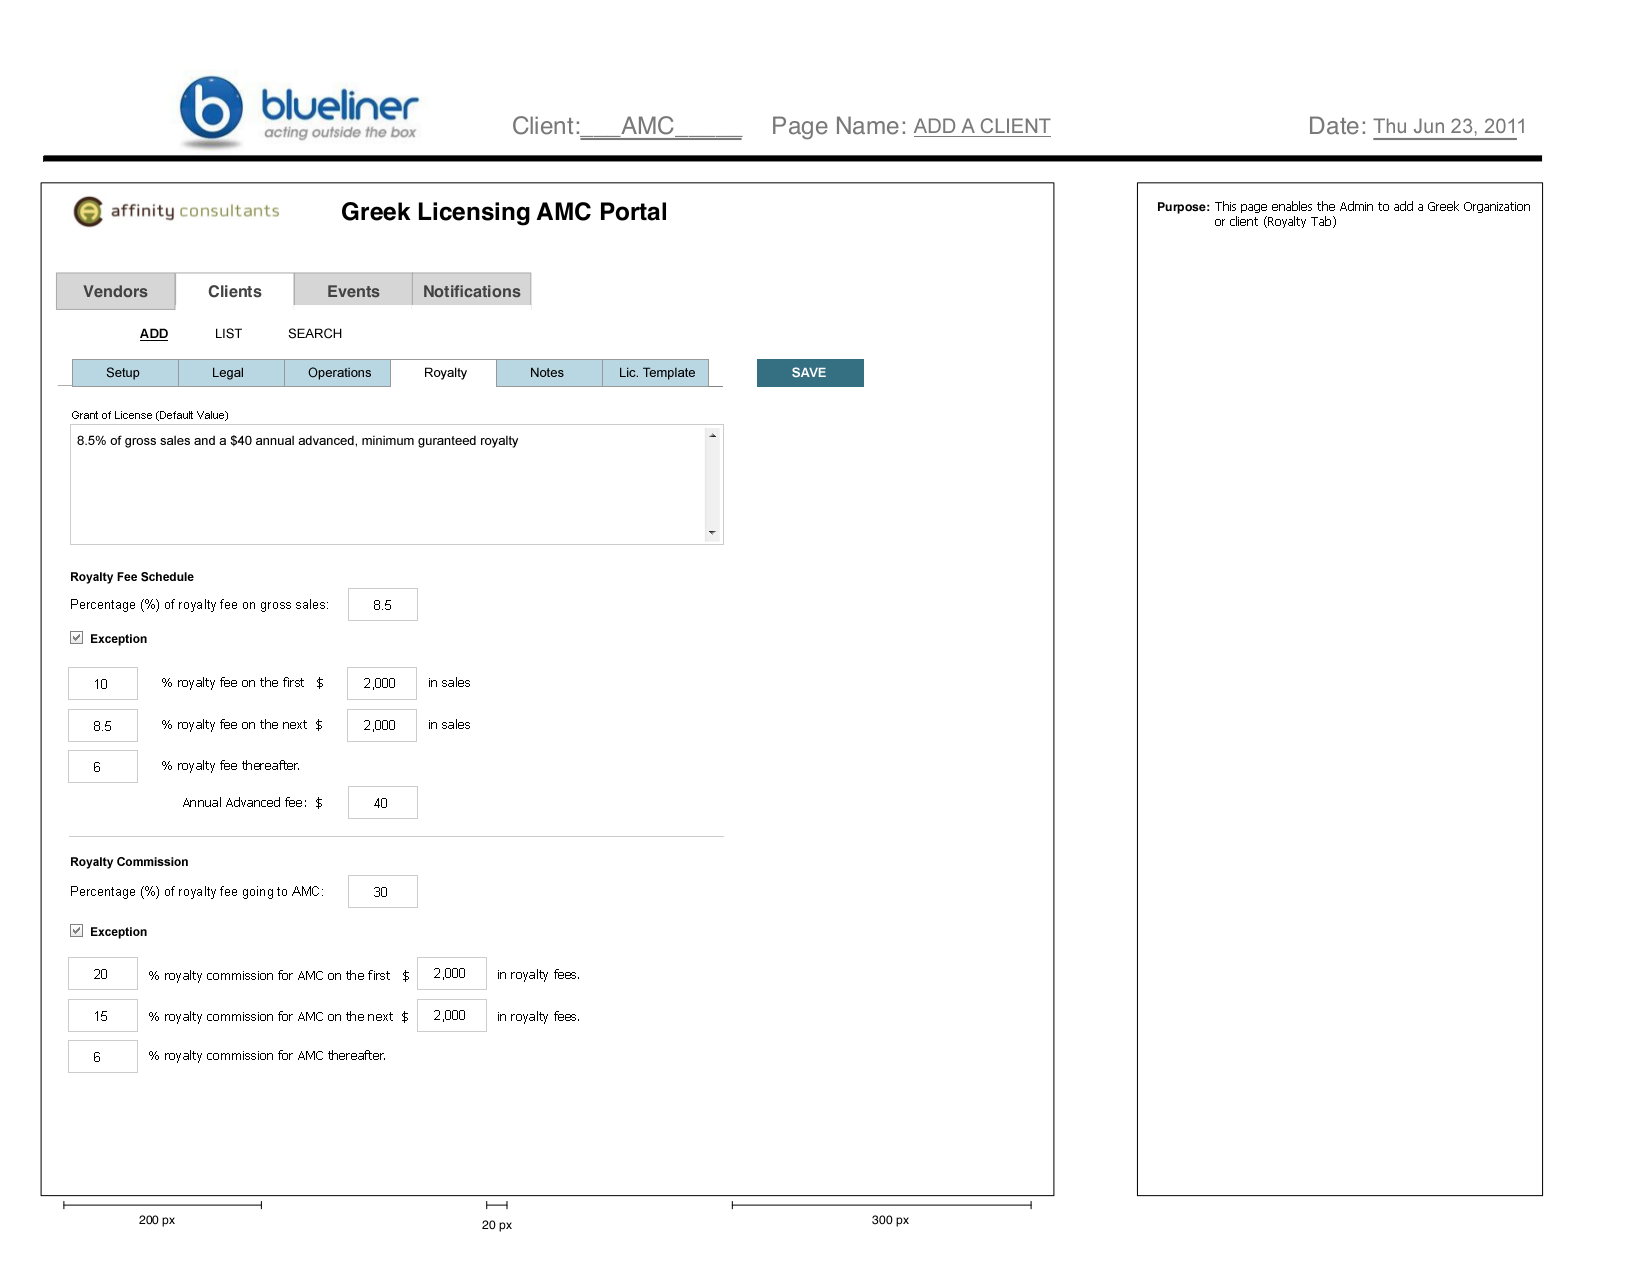 blueliner
acting outside the box
Client:___AMC_____ Page Name: ADD A CLIENT Date: Thu Jun 23, 2011
affinity consultants Greek Licensing AMC Portal
Purpose: This page enables the Admin to add a Greek Organization
or client (Royalty Tab)
Vendors Clients Events Notifications
ADD LIST SEARCH
Setup Legal Operations Royalty Notes Lic. Template SAVE
Grant of License (Default Value)
8.5% of gross sales and a $40 annual advanced, minimum guranteed royalty
Royalty Fee Schedule
Percentage (%) of royalty fee on gross sales: 8.5
Exception
10 % royalty fee on the first $ 2,000 in sales
8.5 % royalty fee on the next $ 2,000 in sales
6 % royalty fee thereafter.
Annual Advanced fee: $ 40
Royalty Commission
Percentage (%) of royalty fee going to AMC: 30
Exception
20 % royalty commission for AMC on the first $ 2,000 in royalty fees.
15 % royalty commission for AMC on the next $ 2,000 in royalty fees.
6 % royalty commission for AMC thereafter.
200 px 20 px 300 px